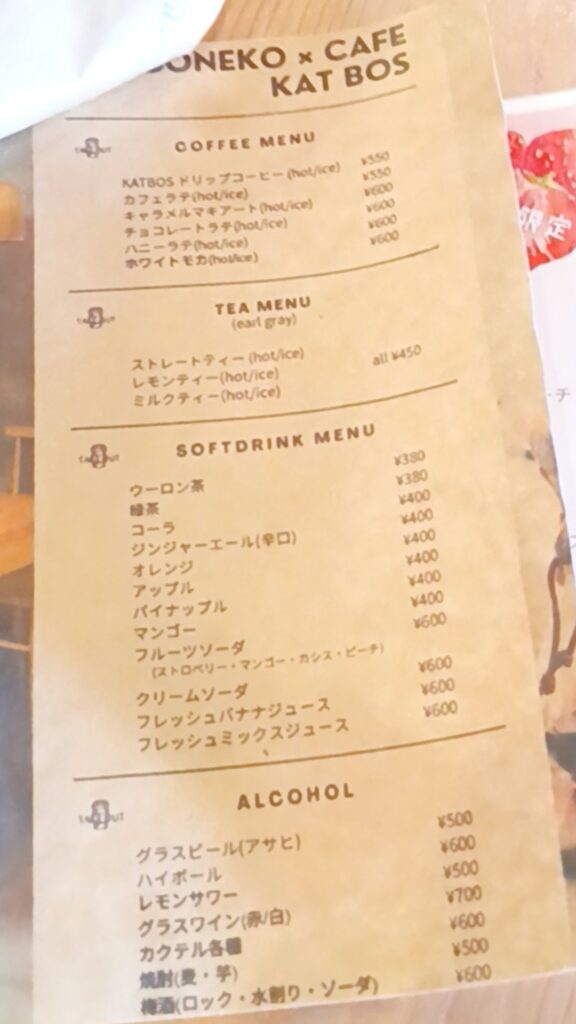 ONEKO × CAFE
KAT BOS
TAKE OUT
COFFEE MENU
KATBOS ドリップコーヒー (hot/ice) ¥550
カフェラテ(hot/ice) ¥550
キャラメルマキアート(hot/ice) ¥600
チョコレートラテ(hot/ice) ¥600
ハニーラテ(hot/ice) ¥600
ホワイトモカ(hot/ice) ¥600
TAKE OUT
TEA MENU
(earl gray)
ストレートティー (hot/ice)
レモンティー(hot/ice) all ¥450
ミルクティー(hot/ice)
TAKE OUT
SOFTDRINK MENU
ウーロン茶 ¥380
緑茶 ¥380
コーラ ¥400
ジンジャーエール(辛口) ¥400
オレンジ ¥400
アップル ¥400
パイナップル ¥400
マンゴー ¥400
フルーツソーダ ¥600
(ストロベリー・マンゴー・カシス・ピーチ)
クリームソーダ ¥600
フレッシュバナナジュース ¥600
フレッシュミックスジュース ¥600
TAKE OUT
ALCOHOL
グラスビール(アサヒ) ¥500
ハイボール ¥600
レモンサワー ¥500
グラスワイン(赤/白) ¥700
カクテル各種 ¥600
焼酎(麦・芋) ¥500
梅酒(ロック・水割り・ソーダ) ¥600
限定
チ